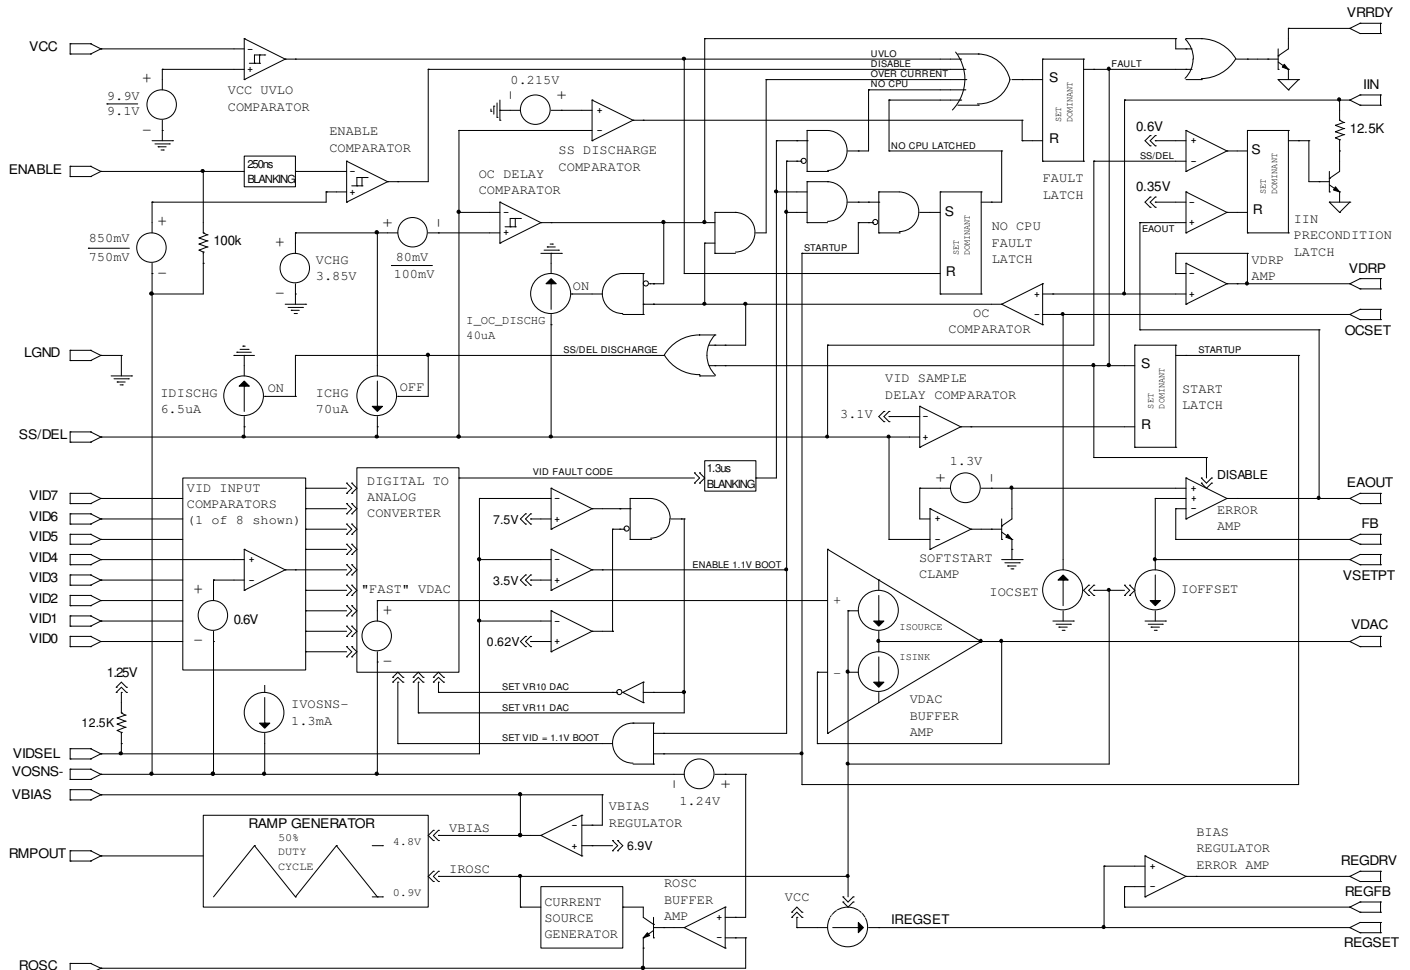 VCC
ENABLE
LGND
SS/DEL
VID7
VID6
VID5
VID4
VID3
VID2
VID1
VID0
VIDSEL
VOSNS-
VBIAS
RMPOUT
ROSC
VRRDY
IIN
VDRP
OCSET
EAOUT
FB
VSETPT
VDAC
REGDRV
REGFB
REGSET
+
9.9V
9.1V
−
VCC UVLO
COMPARATOR
ENABLE
COMPARATOR
250ns
BLANKING
850mV
750mV
100k
VCHG
3.85V
80mV
100mV
OC DELAY
COMPARATOR
0.215V
SS DISCHARGE
COMPARATOR
UVLO
DISABLE
OVER CURRENT
NO CPU
NO CPU LATCHED
STARTUP
S
SET
DOMINANT
R
FAULT
LATCH
FAULT
S
SET
DOMINANT
R
NO CPU
FAULT
LATCH
0.6V
SS/DEL
0.35V
EAOUT
S
SET
DOMINANT
R
IIN
PRECONDITION
LATCH
12.5K
VDRP
AMP
OC
COMPARATOR
I_OC_DISCHG
40uA
ON
SS/DEL DISCHARGE
IDISCHG
6.5uA
ON
ICHG
70uA
OFF
VID SAMPLE
DELAY COMPARATOR
3.1V
S
SET
DOMINANT
R
STARTUP
START
LATCH
VID INPUT
COMPARATORS
(1 of 8 shown)
0.6V
DIGITAL TO
ANALOG
CONVERTER
"FAST" VDAC
VID FAULT CODE
1.3us
BLANKING
7.5V
3.5V
0.62V
ENABLE 1.1V BOOT
SET VR10 DAC
SET VR11 DAC
SET VID = 1.1V BOOT
1.3V
SOFTSTART
CLAMP
DISABLE
ERROR
AMP
IOCSET
IOFFSET
ISOURCE
ISINK
VDAC
BUFFER
AMP
1.25V
12.5K
IVOSNS-
1.3mA
1.24V
RAMP GENERATOR
50%
DUTY
CYCLE
4.8V
0.9V
VBIAS
IROSC
VBIAS
REGULATOR
6.9V
CURRENT
SOURCE
GENERATOR
ROSC
BUFFER
AMP
VCC
IREGSET
BIAS
REGULATOR
ERROR AMP